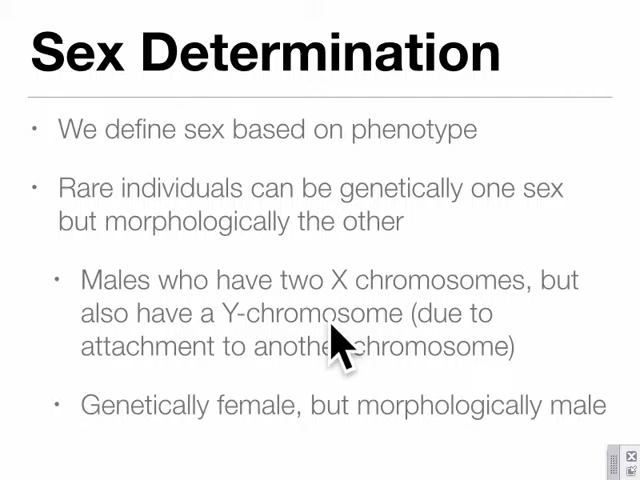 Sex Determination
• We define sex based on phenotype
• Rare individuals can be genetically one sex
but morphologically the other
• Males who have two X chromosomes, but
also have a Y-chromosome (due to
attachment to another chromosome)
• Genetically female, but morphologically male